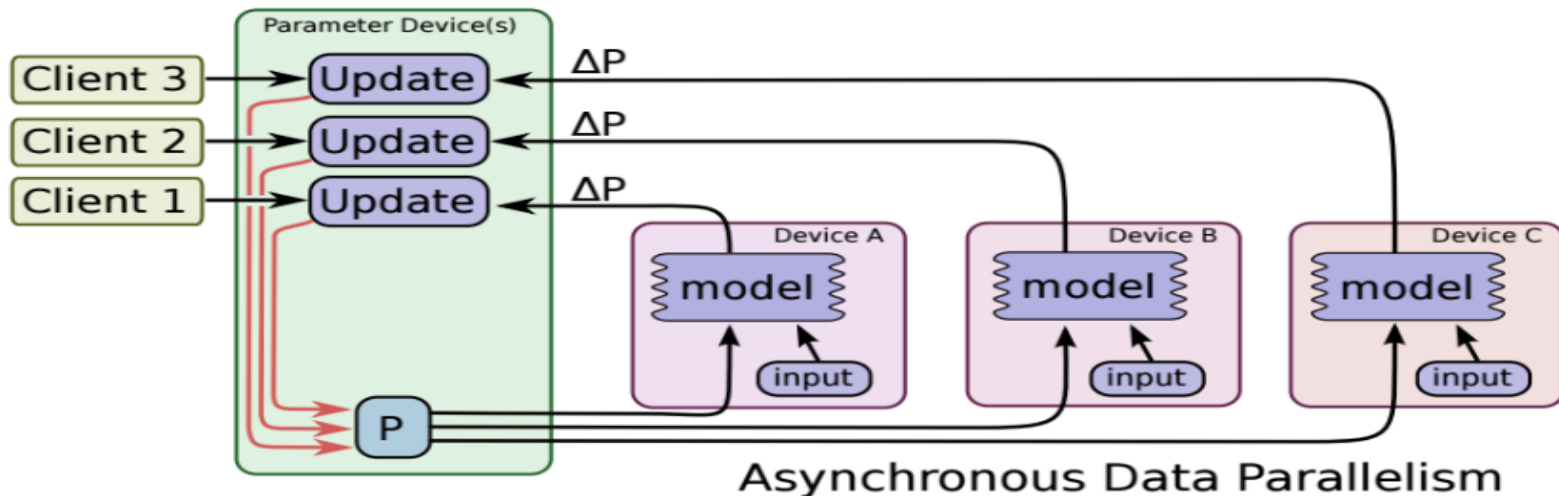 Parameter Device(s)
Client 3
Update
ΔP
Client 2
Update
ΔP
Client 1
Update
ΔP
Device A
Device B
Device C
model
model
model
input
input
input
P
Asynchronous Data Parallelism